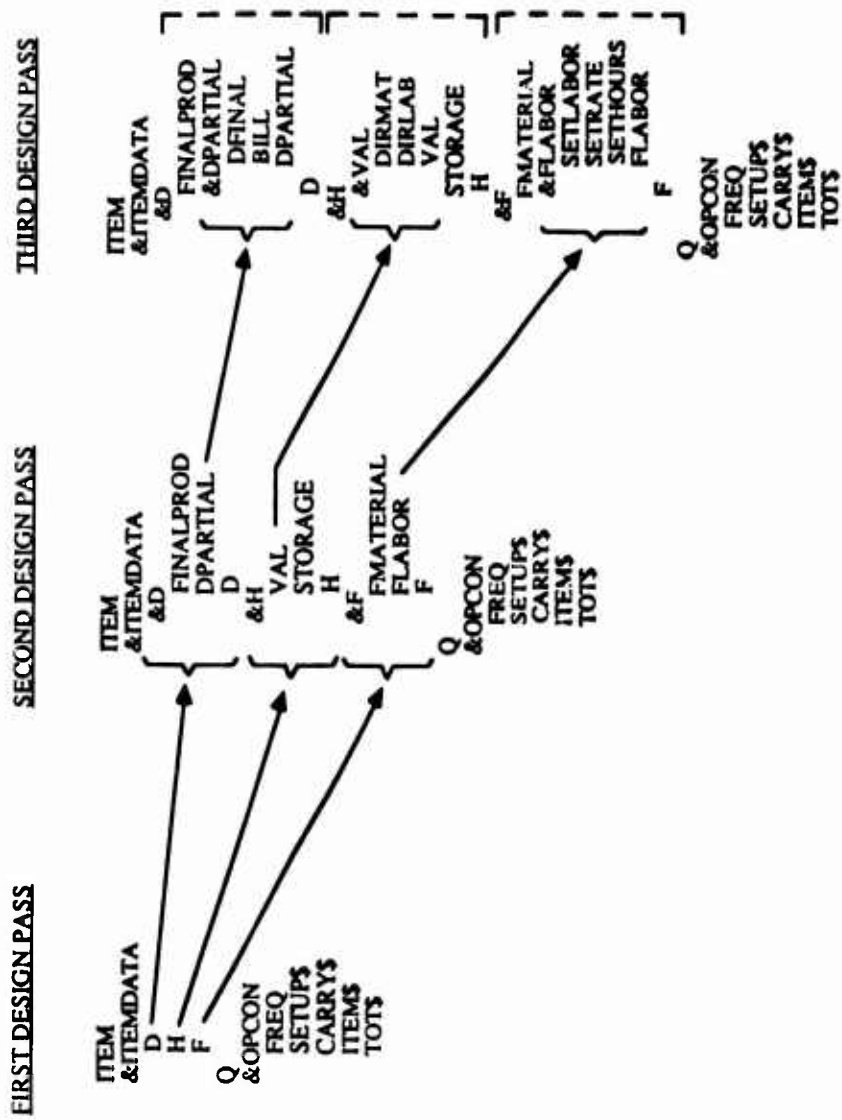 FIRST DESIGN PASS
ITEM
&ITEMDATA
D
H
F
Q
&OPCON
FREQ
SETUP$
CARRY$
ITEM$
TOT$
SECOND DESIGN PASS
ITEM
&ITEMDATA
&D
FINALPROD
DPARTIAL
D
&H
VAL
STORAGE
H
&F
FMATERIAL
FLABOR
F
Q
&OPCON
FREQ
SETUP$
CARRY$
ITEM$
TOT$
THIRD DESIGN PASS
ITEM
&ITEMDATA
&D
FINALPROD
&DPARTIAL
DFINAL
BILL
DPARTIAL
D
&H
&VAL
DIRMAT
DIRLAB
VAL
STORAGE
H
&F
FMATERIAL
&FLABOR
SETLABOR
SETRATE
SETHOURS
FLABOR
F
Q
&OPCON
FREQ
SETUP$
CARRY$
ITEM$
TOT$